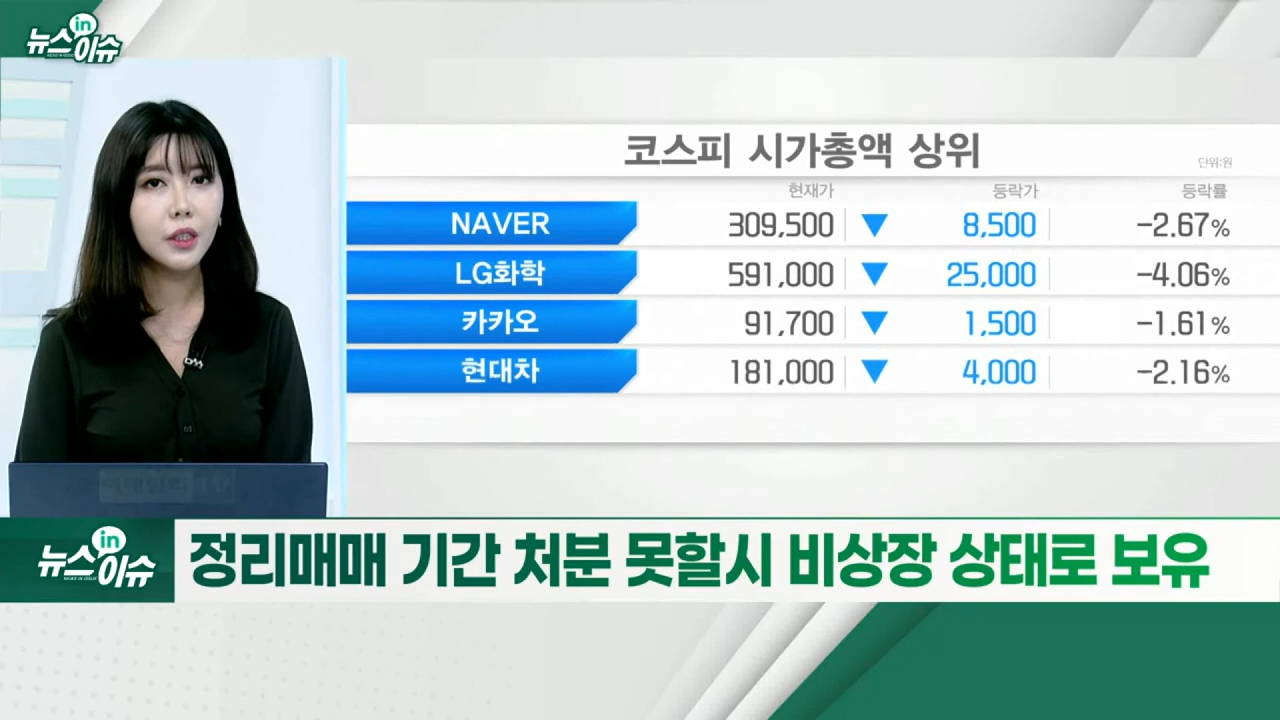 뉴스in이슈
코스피 시가총액 상위
단위:원
현재가 등락가 등락률
NAVER 309,500 ▼ 8,500 -2.67%
LG화학 591,000 ▼ 25,000 -4.06%
카카오 91,700 ▼ 1,500 -1.61%
현대차 181,000 ▼ 4,000 -2.16%
뉴스in이슈
NEWS IN ISSUE
정리매매 기간 처분 못할시 비상장 상태로 보유